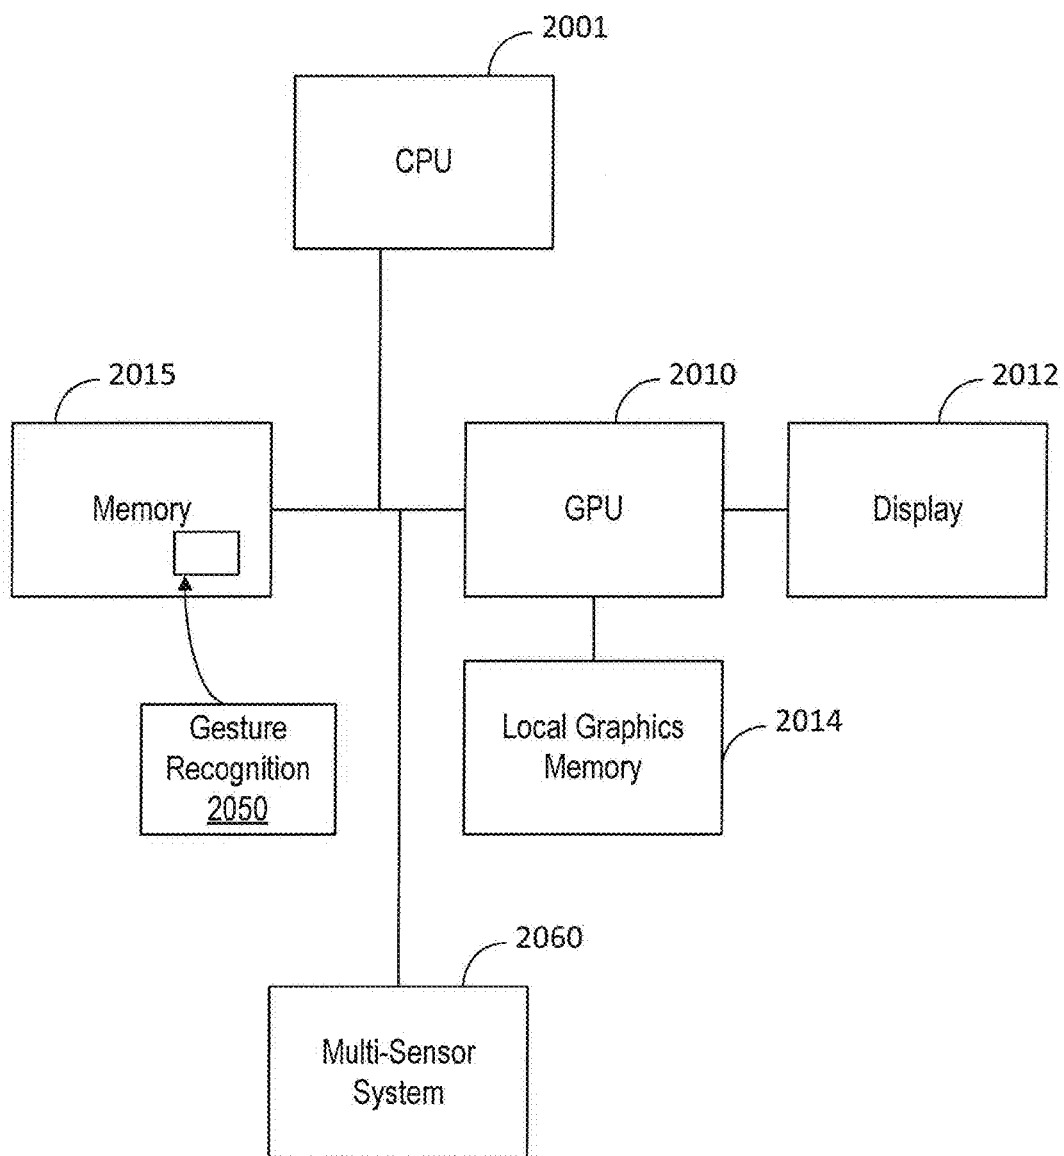 2001
CPU
2015
2010
2012
Memory
GPU
Display
Gesture
Recognition
2050
Local Graphics
Memory
2014
2060
Multi-Sensor
System